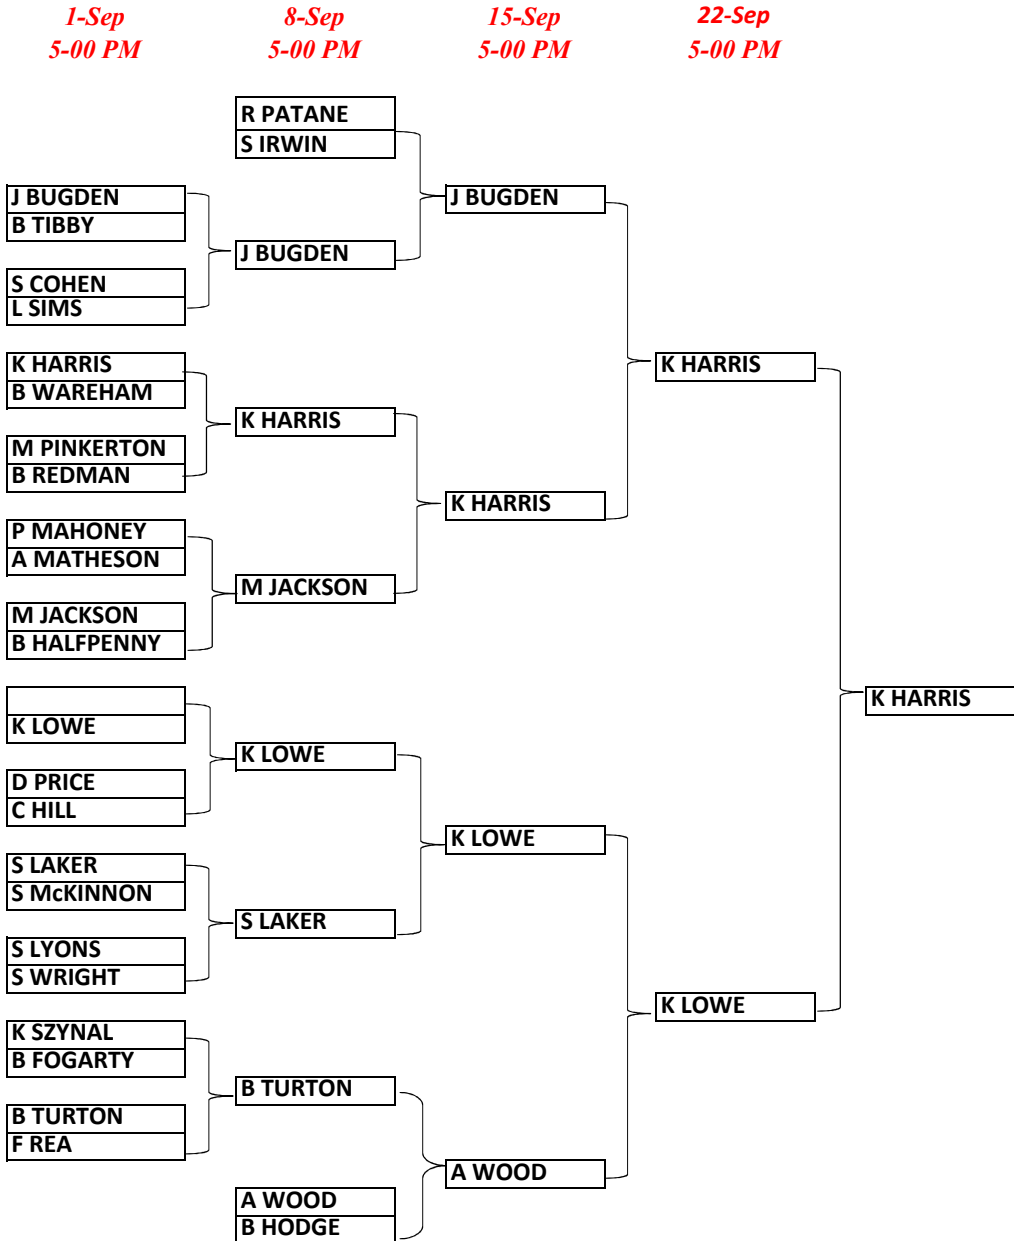 1-Sep 8-Sep 15-Sep 22-Sep
5-00 PM 5-00 PM 5-00 PM 5-00 PM
R PATANE
S IRWIN
J BUGDEN J BUGDEN
B TIBBY
J BUGDEN
S COHEN
L SIMS
K HARRIS K HARRIS
B WAREHAM
K HARRIS
M PINKERTON
B REDMAN
K HARRIS
P MAHONEY
A MATHESON
M JACKSON
M JACKSON
B HALFPENNY
K HARRIS
K LOWE
K LOWE
D PRICE
C HILL
K LOWE
S LAKER
S McKINNON
S LAKER
S LYONS
S WRIGHT
K LOWE
K SZYNAL
B FOGARTY
B TURTON
B TURTON
F REA
A WOOD
A WOOD
B HODGE